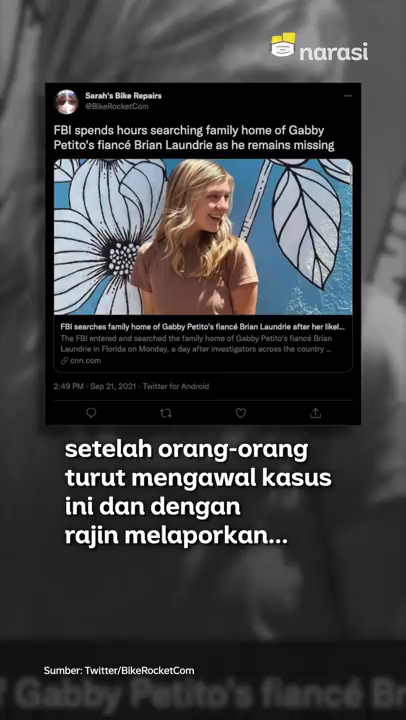 narasi
Sarah's Bike Repairs
@BikeRocketCom
FBI spends hours searching family home of Gabby
Petito's fiancé Brian Laundrie as he remains missing
FBI searches family home of Gabby Petito's fiancé Brian Laundrie after her likel...
The FBI entered and searched the family home of Gabby Petito's fiancé Brian
Laundrie in Florida on Monday, a day after investigators across the country ...
cnn.com
2:49 PM · Sep 21, 2021 · Twitter for Android
setelah orang-orang
turut mengawal kasus
ini dan dengan
rajin melaporkan...
Sumber: Twitter/BikeRocketCom
f Gabby Petito's fiancé Br